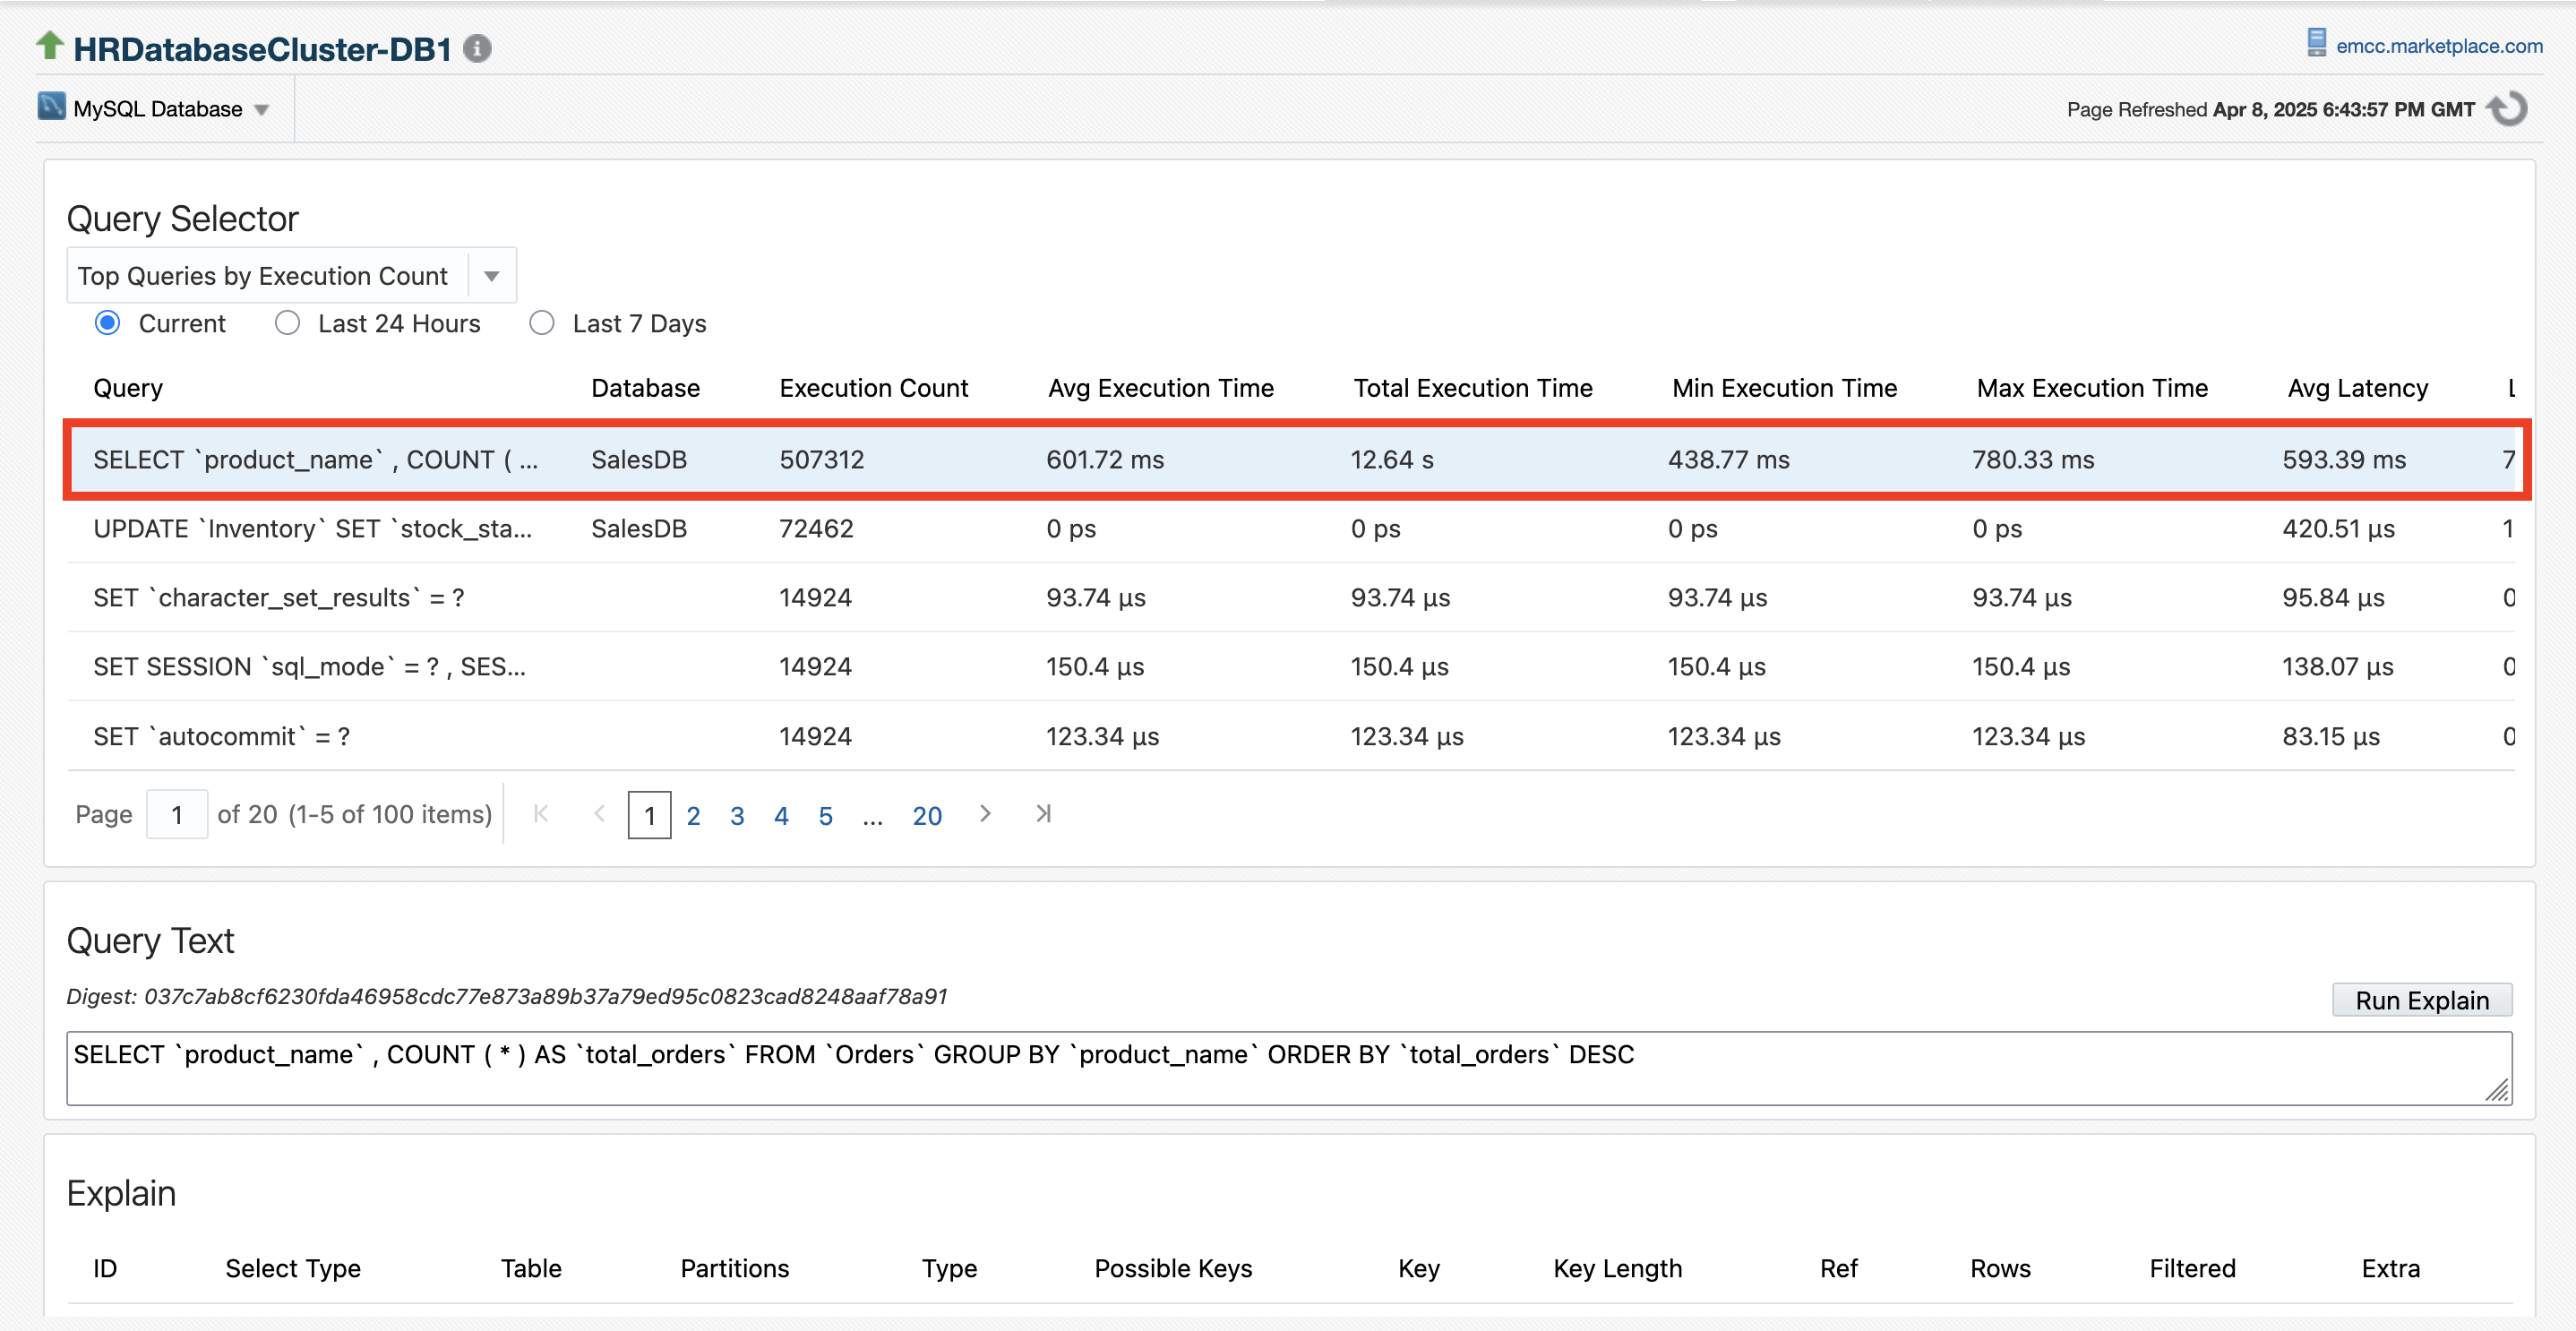 HRDatabaseCluster-DB1
emcc.marketplace.com
MySQL Database
Page Refreshed Apr 8, 2025 6:43:57 PM GMT
Query Selector
Top Queries by Execution Count
Current Last 24 Hours Last 7 Days
Query Database Execution Count Avg Execution Time Total Execution Time Min Execution Time Max Execution Time Avg Latency
SELECT `product_name` , COUNT ( ... SalesDB 507312 601.72 ms 12.64 s 438.77 ms 780.33 ms 593.39 ms 7
UPDATE `Inventory` SET `stock_sta... SalesDB 72462 0 ps 0 ps 0 ps 0 ps 420.51 µs 1
SET `character_set_results` = ? 14924 93.74 µs 93.74 µs 93.74 µs 93.74 µs 95.84 µs 0
SET SESSION `sql_mode` = ? , SES... 14924 150.4 µs 150.4 µs 150.4 µs 150.4 µs 138.07 µs 0
SET `autocommit` = ? 14924 123.34 µs 123.34 µs 123.34 µs 123.34 µs 83.15 µs 0
Page 1 of 20 (1-5 of 100 items) 1 2 3 4 5 ... 20
Query Text
Digest: 037c7ab8cf6230fda46958cdc77e873a89b37a79ed95c0823cad8248aaf78a91
Run Explain
SELECT `product_name` , COUNT ( * ) AS `total_orders` FROM `Orders` GROUP BY `product_name` ORDER BY `total_orders` DESC
Explain
ID Select Type Table Partitions Type Possible Keys Key Key Length Ref Rows Filtered Extra